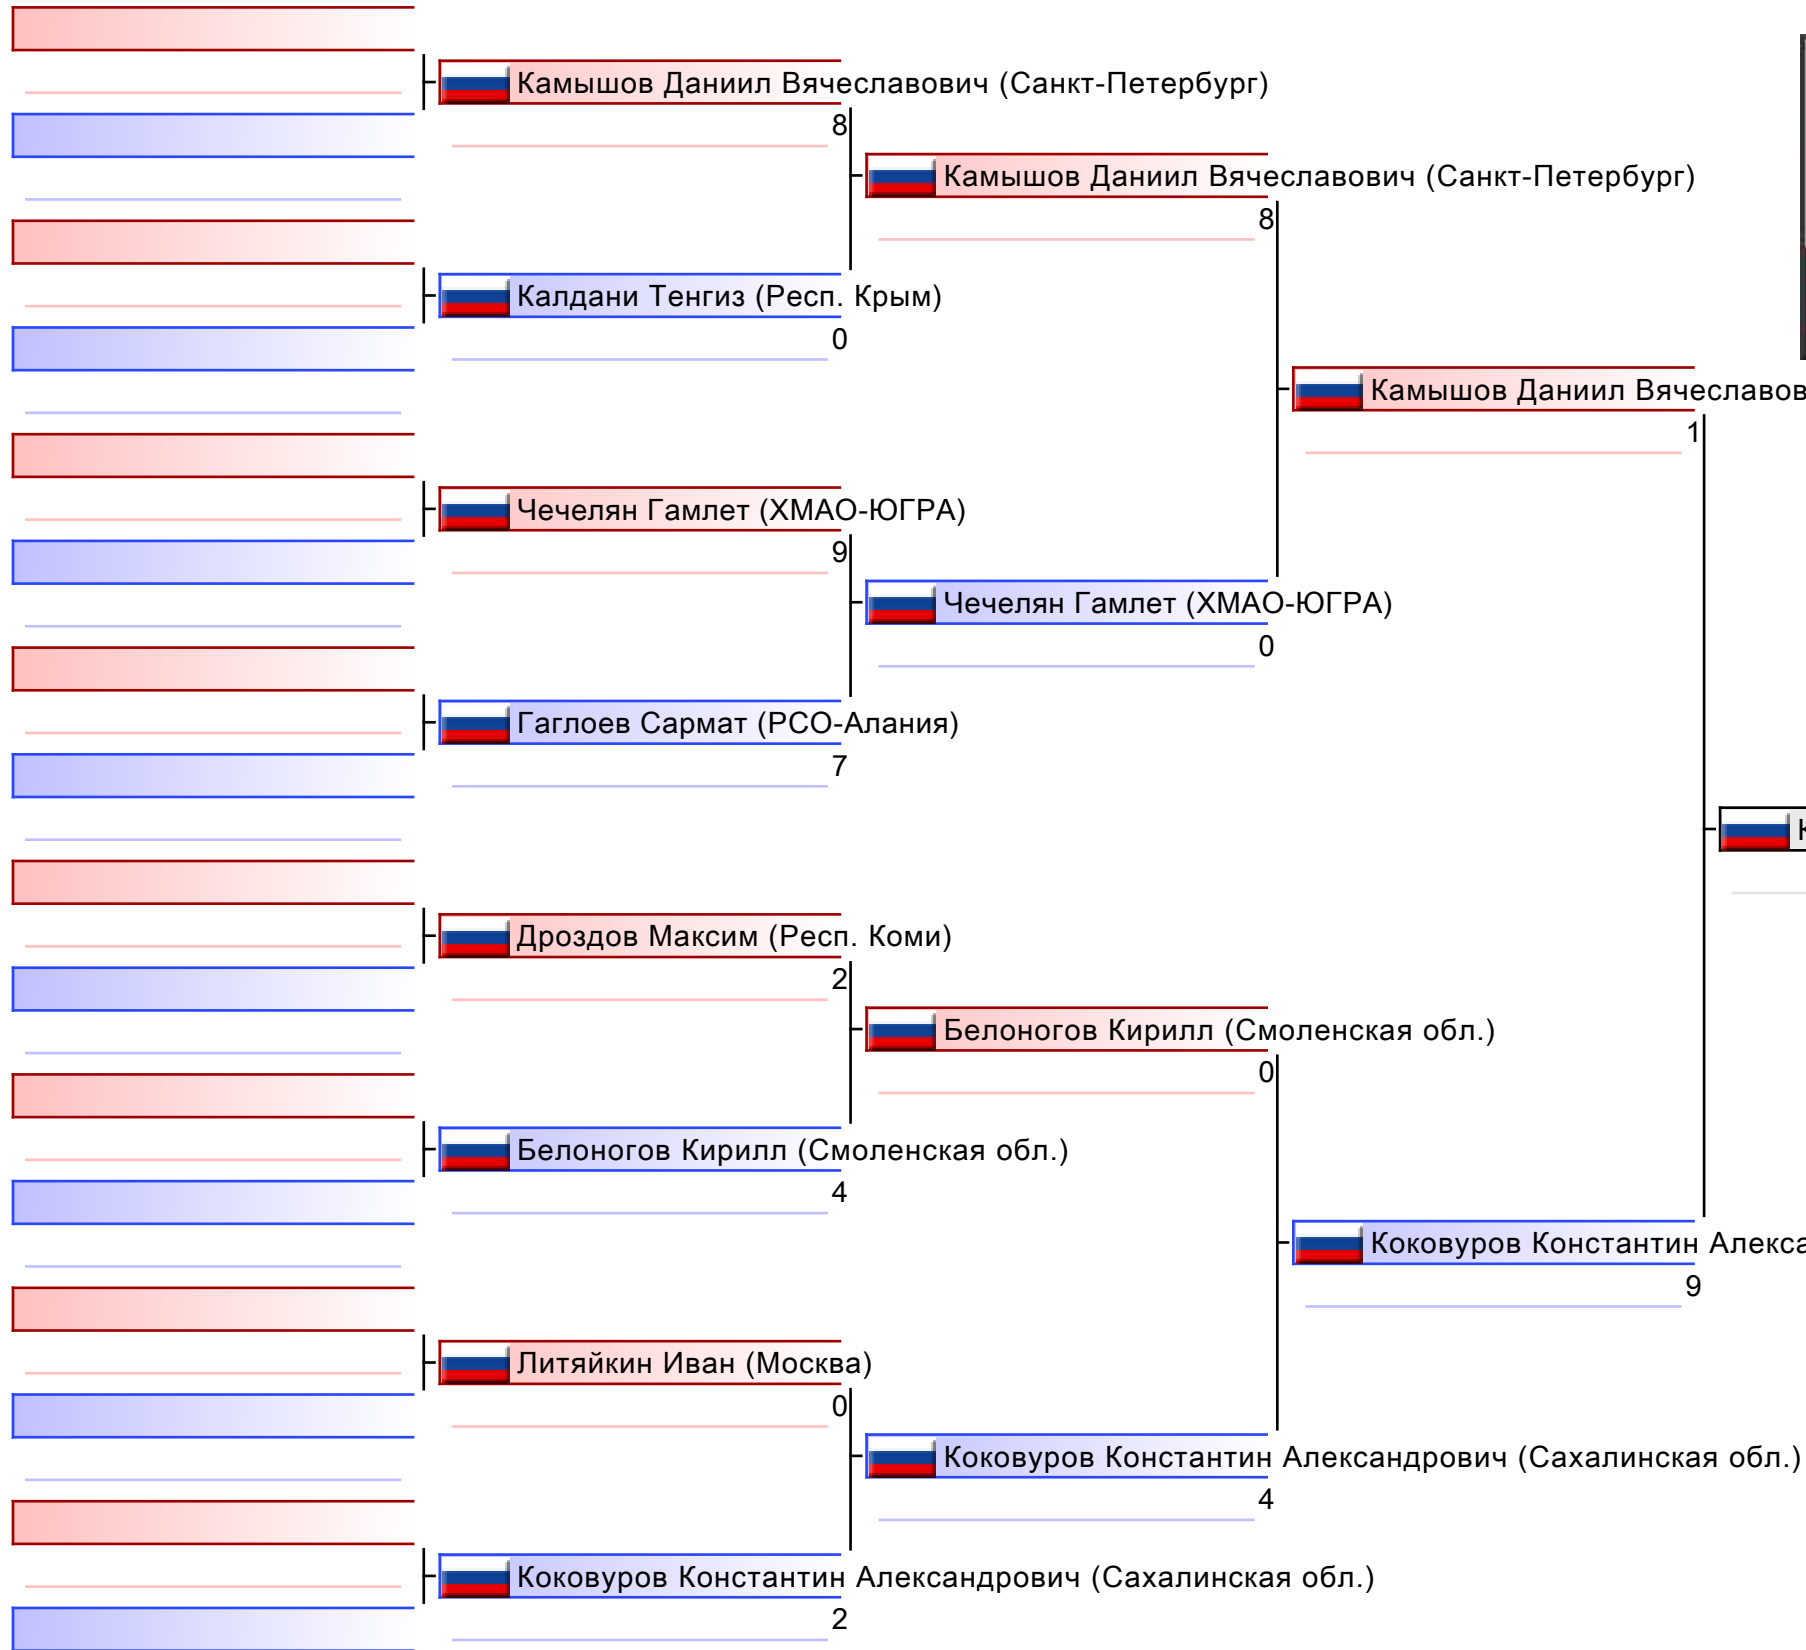 Камышов Даниил Вячеславович (Санкт-Петербург)
8
Камышов Даниил Вячеславович (Санкт-Петербург)
8
Калдани Тенгиз (Респ. Крым)
0
Камышов Даниил Вячеславов
1
Чечелян Гамлет (ХМАО-ЮГРА)
9
Чечелян Гамлет (ХМАО-ЮГРА)
0
Гаглоев Сармат (РСО-Алания)
7
Дроздов Максим (Респ. Коми)
2
Белоногов Кирилл (Смоленская обл.)
0
Белоногов Кирилл (Смоленская обл.)
4
Коковуров Константин Алекса
9
Литяйкин Иван (Москва)
0
Коковуров Константин Александрович (Сахалинская обл.)
4
Коковуров Константин Александрович (Сахалинская обл.)
2